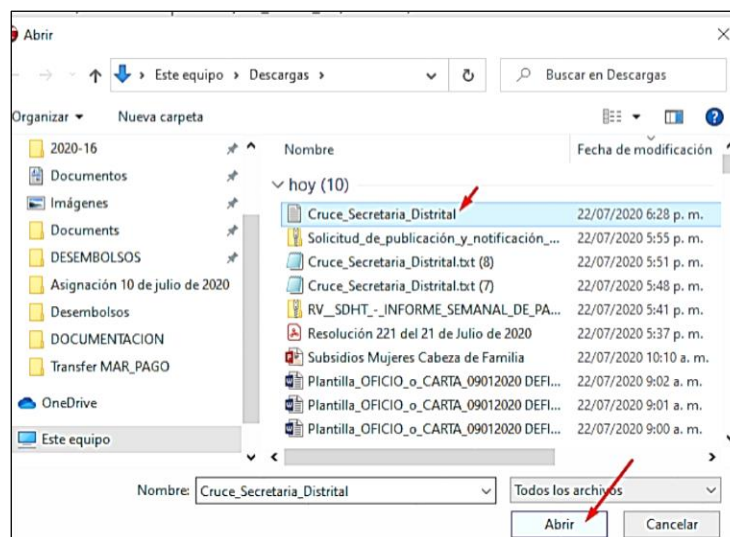 Abrir
Este equipo > Descargas >
Buscar en Descargas
Organizar
Nueva carpeta
2020-16
Documentos
Imágenes
Documents
DESEMBOLSOS
Asignación 10 de julio de 2020
Desembolsos
DOCUMENTACION
Transfer MAR_PAGO
OneDrive
Este equipo
Nombre Fecha de modificación
hoy (10)
Cruce_Secretaria_Distrital 22/07/2020 6:28 p. m.
Solicitud_de_publicación_y_notificación_... 22/07/2020 5:55 p. m.
Cruce_Secretaria_Distrital.txt (8) 22/07/2020 5:51 p. m.
Cruce_Secretaria_Distrital.txt (7) 22/07/2020 5:48 p. m.
RV__SDHT_-_INFORME_SEMANAL_DE_PA... 22/07/2020 5:41 p. m.
Resolución 221 del 21 de Julio de 2020 22/07/2020 5:37 p. m.
Subsidios Mujeres Cabeza de Familia 22/07/2020 10:10 a. m.
Plantilla_OFICIO_o_CARTA_09012020 DEFI... 22/07/2020 9:02 a. m.
Plantilla_OFICIO_o_CARTA_09012020 DEFI... 22/07/2020 9:01 a. m.
Plantilla_OFICIO_o_CARTA_09012020 DEFI... 22/07/2020 9:00 a. m.
Nombre: Cruce_Secretaria_Distrital
Todos los archivos
Abrir
Cancelar